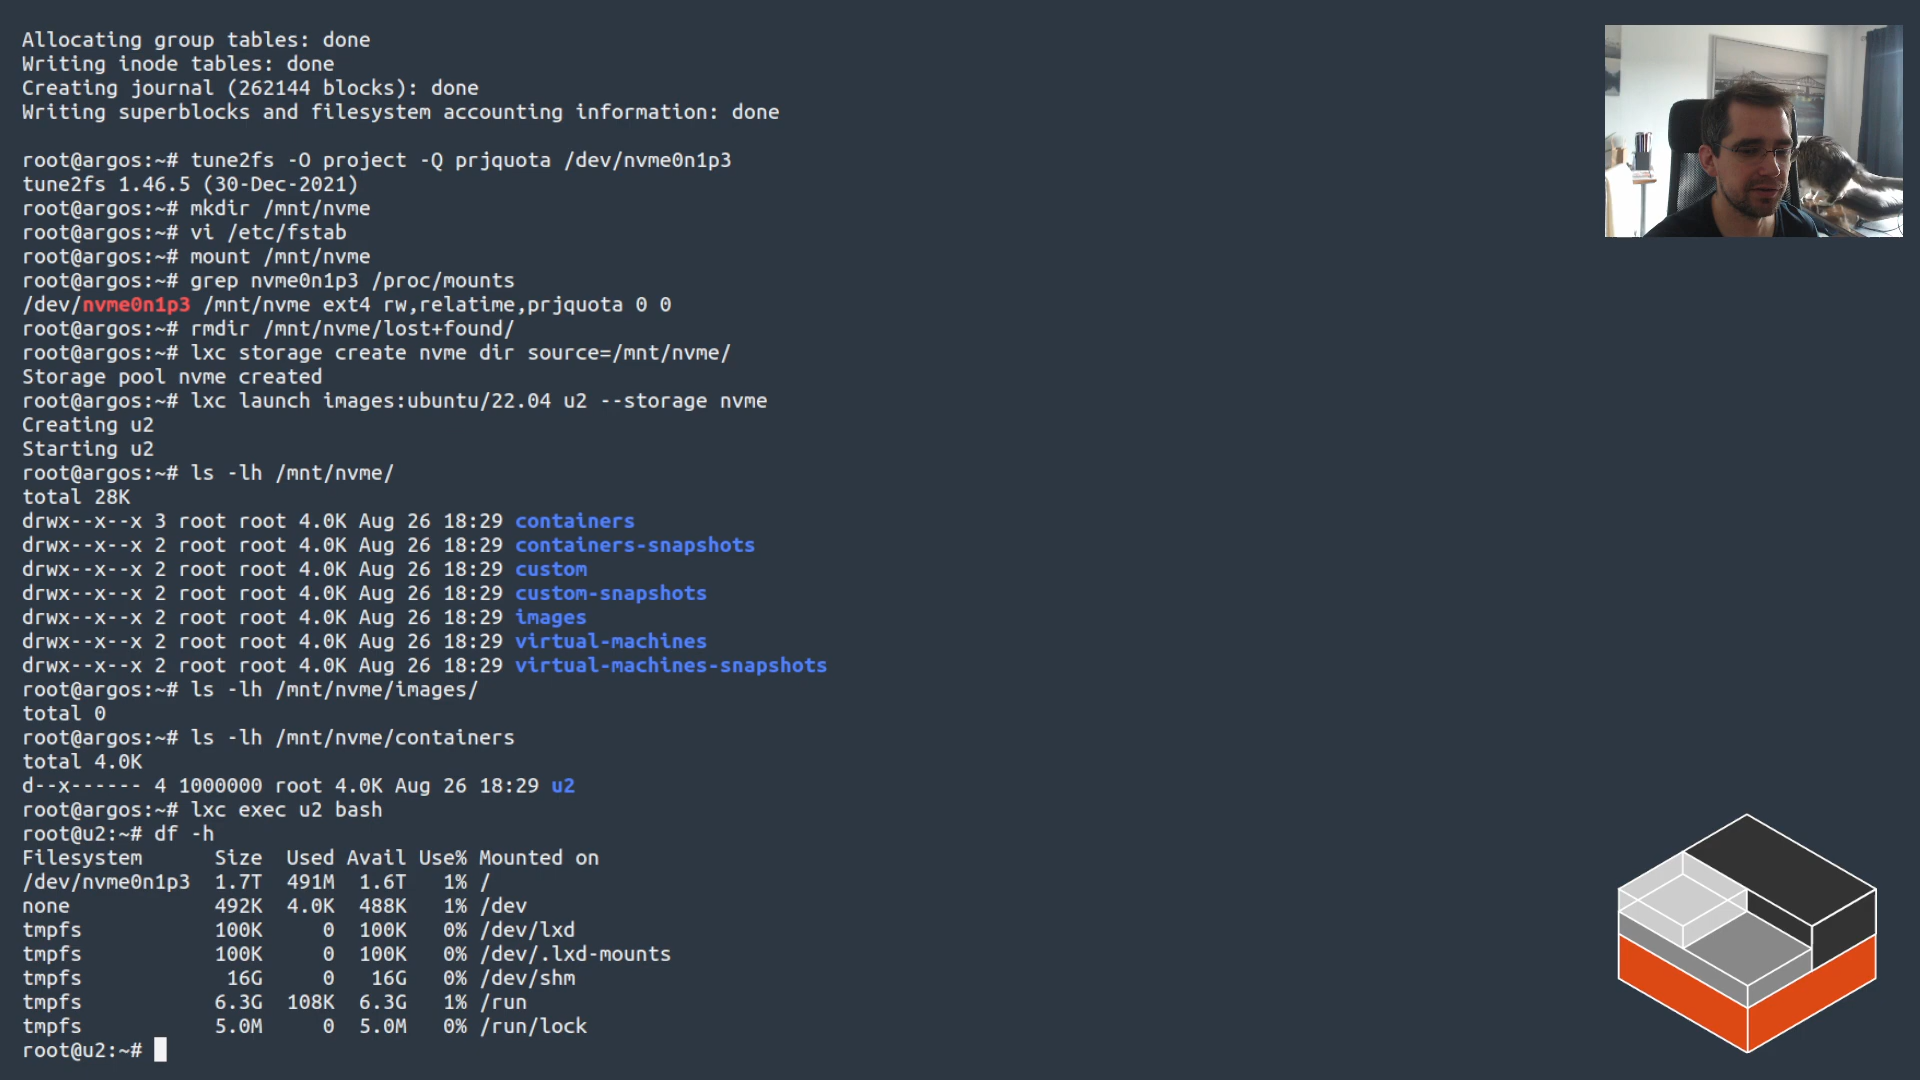 Allocating group tables: done
Writing inode tables: done
Creating journal (262144 blocks): done
Writing superblocks and filesystem accounting information: done
root@argos:~# tune2fs -O project -Q prjquota /dev/nvme0n1p3
tune2fs 1.46.5 (30-Dec-2021)
root@argos:~# mkdir /mnt/nvme
root@argos:~# vi /etc/fstab
root@argos:~# mount /mnt/nvme
root@argos:~# grep nvme0n1p3 /proc/mounts
/dev/nvme0n1p3 /mnt/nvme ext4 rw,relatime,prjquota 0 0
root@argos:~# rmdir /mnt/nvme/lost+found/
root@argos:~# lxc storage create nvme dir source=/mnt/nvme/
Storage pool nvme created
root@argos:~# lxc launch images:ubuntu/22.04 u2 --storage nvme
Creating u2
Starting u2
root@argos:~# ls -lh /mnt/nvme/
total 28K
drwx--x--x 3 root root 4.0K Aug 26 18:29 containers
drwx--x--x 2 root root 4.0K Aug 26 18:29 containers-snapshots
drwx--x--x 2 root root 4.0K Aug 26 18:29 custom
drwx--x--x 2 root root 4.0K Aug 26 18:29 custom-snapshots
drwx--x--x 2 root root 4.0K Aug 26 18:29 images
drwx--x--x 2 root root 4.0K Aug 26 18:29 virtual-machines
drwx--x--x 2 root root 4.0K Aug 26 18:29 virtual-machines-snapshots
root@argos:~# ls -lh /mnt/nvme/images/
total 0
root@argos:~# ls -lh /mnt/nvme/containers
total 4.0K
d--x------ 4 1000000 root 4.0K Aug 26 18:29 u2
root@argos:~# lxc exec u2 bash
root@u2:~# df -h
Filesystem      Size  Used Avail Use% Mounted on
/dev/nvme0n1p3  1.7T  491M  1.6T   1% /
none            492K  4.0K  488K   1% /dev
tmpfs           100K     0  100K   0% /dev/lxd
tmpfs           100K     0  100K   0% /dev/.lxd-mounts
tmpfs            16G     0   16G   0% /dev/shm
tmpfs           6.3G  108K  6.3G   1% /run
tmpfs           5.0M     0  5.0M   0% /run/lock
root@u2:~#